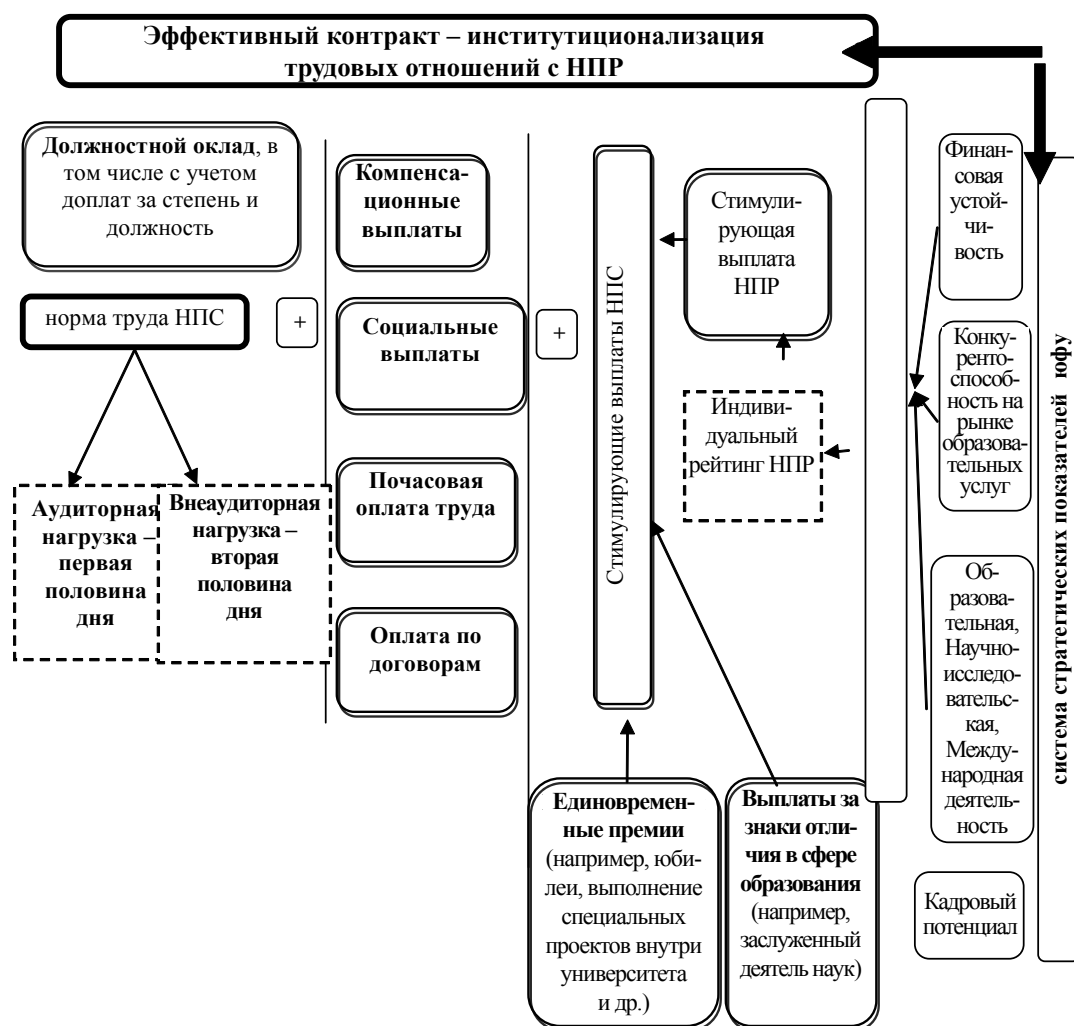 Эффективный контракт – институтиционализация
трудовых отношений с НПР
Должностной оклад, в
том числе с учетом
доплат за степень и
должность
норма труда НПС
+
Аудиторная
нагрузка –
первая
половина
дня
Внеаудиторная
нагрузка –
вторая
половина
дня
Компенса-
ционные
выплаты
Социальные
выплаты
Почасовая
оплата труда
Оплата по
договорам
+
Стимулирующие выплаты НПС
Стимули-
рующая
выплата
НПР
Индиви-
дуальный
рейтинг НПР
Единовремен-
ные премии
(например, юби-
леи, выполнение
специальных
проектов внутри
университета
и др.)
Выплаты за
знаки отли-
чия в сфере
образования
(например,
заслуженный
деятель наук)
Финан-
совая
устой-
чи-
вость
Конку-
ренто-
способ-
ность на
рынке
образова-
тельных
услуг
Об-
разова-
тельная,
Научно-
исследо-
вательс-
кая,
Между-
народная
деятель-
ность
Кадровый
потенциал
система стратегических показателей юфу